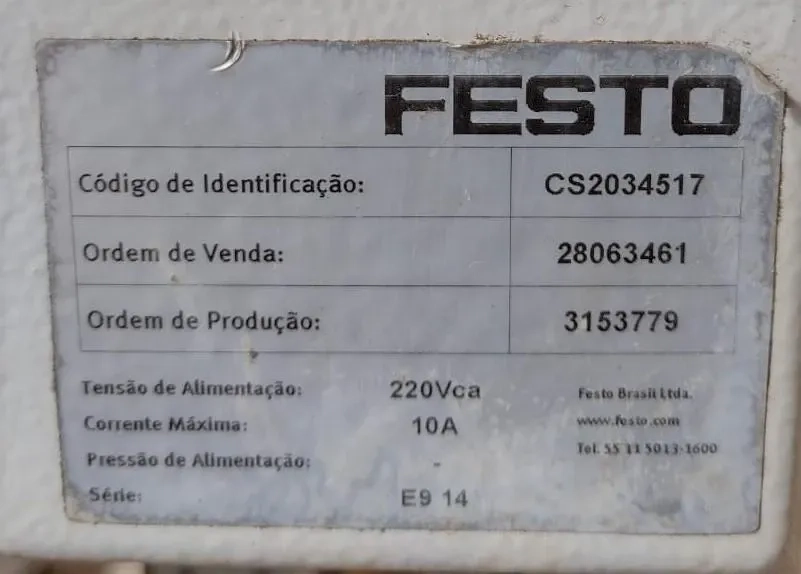 FESTO
Código de Identificação: CS2034517
Ordem de Venda: 28063461
Ordem de Produção: 3153779
Tensão de Alimentação: 220Vca
Corrente Máxima: 10A
Pressão de Alimentação: -
Série: E9 14
Festo Brasil Ltda.
www.festo.com
Tel. 55 11 5013-1600